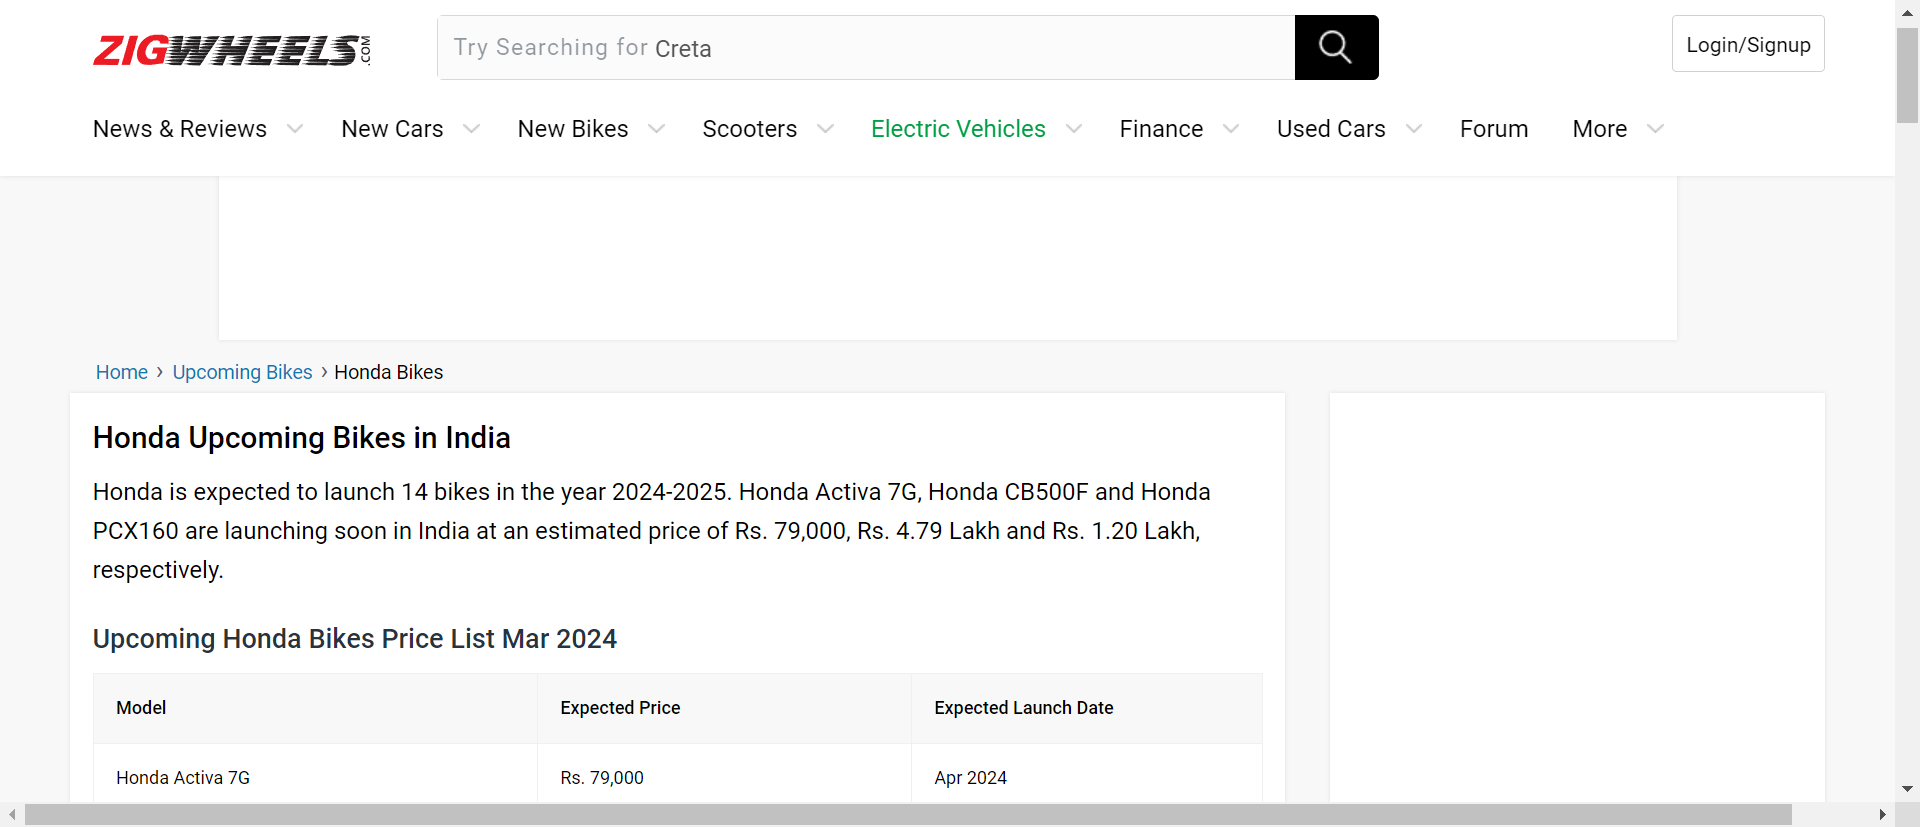 ZIGWHEELS.COM
Try Searching for Creta
Login/Signup
News & Reviews New Cars New Bikes Scooters Electric Vehicles Finance Used Cars Forum More
Home › Upcoming Bikes › Honda Bikes
Honda Upcoming Bikes in India
Honda is expected to launch 14 bikes in the year 2024-2025. Honda Activa 7G, Honda CB500F and Honda
PCX160 are launching soon in India at an estimated price of Rs. 79,000, Rs. 4.79 Lakh and Rs. 1.20 Lakh,
respectively.
Upcoming Honda Bikes Price List Mar 2024
Model Expected Price Expected Launch Date
Honda Activa 7G Rs. 79,000 Apr 2024